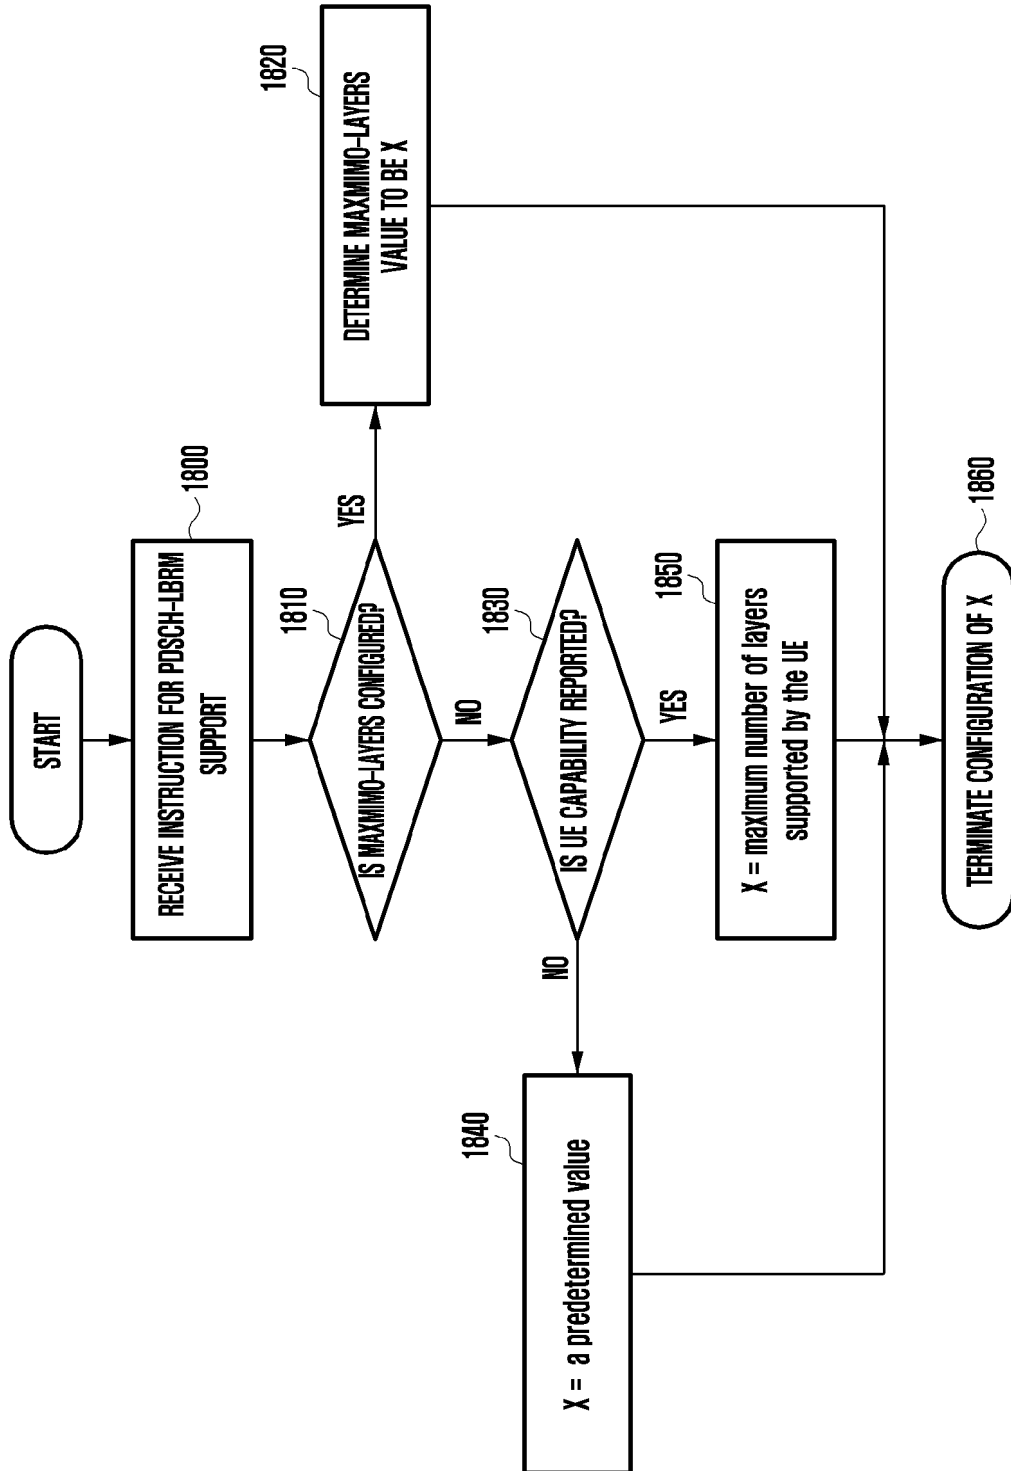 START
RECEIVE INSTRUCTION FOR PDSCH-LBRM
SUPPORT
1800
IS MAXMIMO-LAYERS CONFIGURED?
1810
YES
DETERMINE MAXMIMO-LAYERS
VALUE TO BE X
1820
NO
IS UE CAPABILITY REPORTED?
1830
NO
X = a predetermined value
1840
YES
X = maximum number of layers
supported by the UE
1850
TERMINATE CONFIGURATION OF X
1860